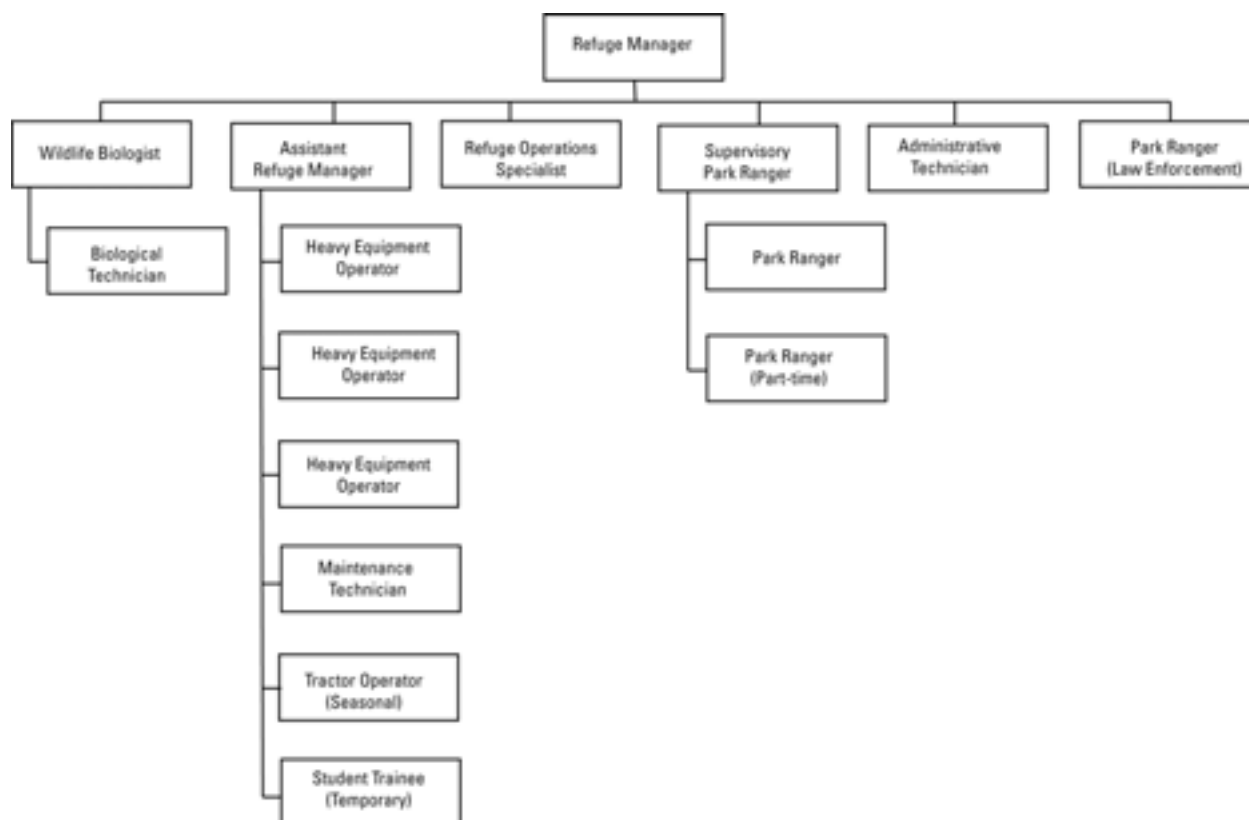 Refuge Manager
Wildlife Biologist
Assistant
Refuge Manager
Refuge Operations
Specialist
Supervisory
Park Ranger
Administrative
Technician
Park Ranger
(Law Enforcement)
Biological
Technician
Heavy Equipment
Operator
Heavy Equipment
Operator
Heavy Equipment
Operator
Maintenance
Technician
Tractor Operator
(Seasonal)
Student Trainee
(Temporary)
Park Ranger
Park Ranger
(Part-time)